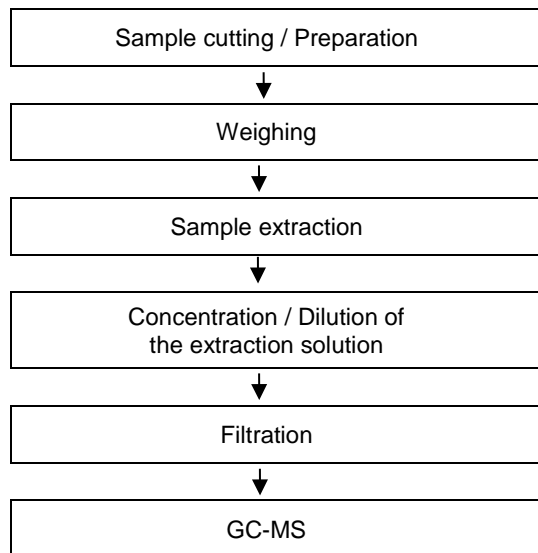 Sample cutting / Preparation
Weighing
Sample extraction
Concentration / Dilution of
the extraction solution
Filtration
GC-MS